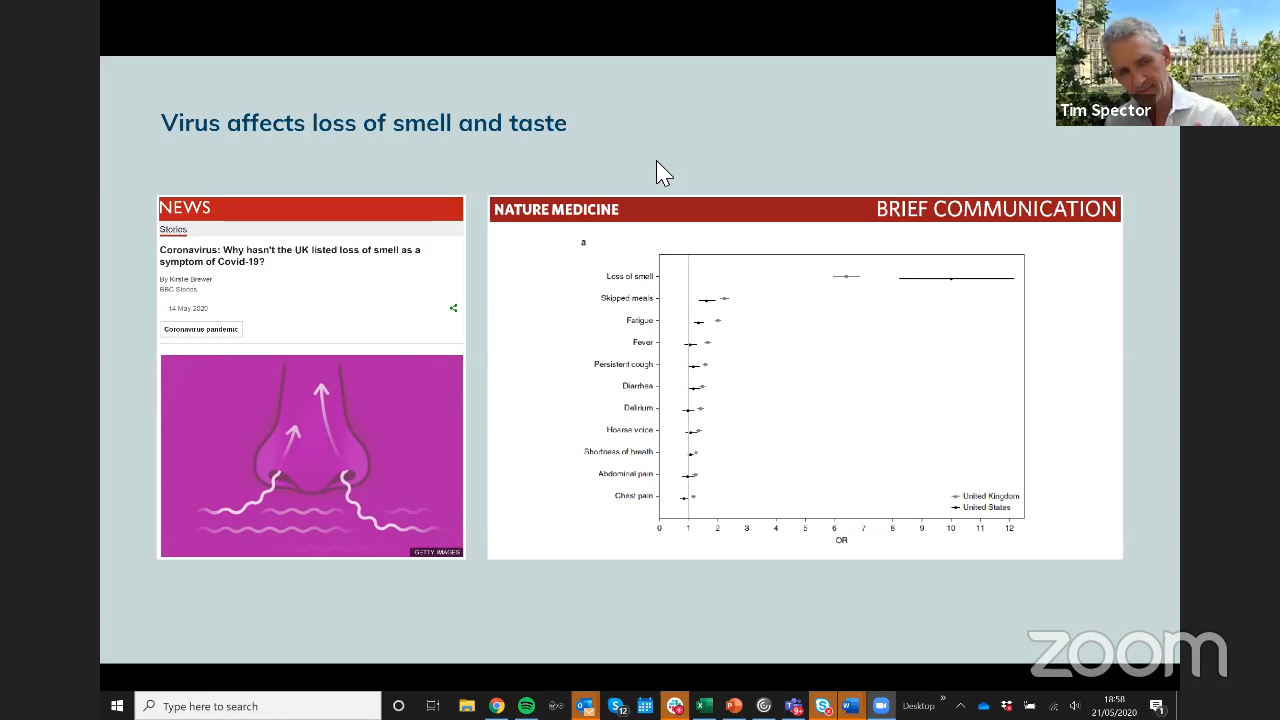 Tim Spector
Virus affects loss of smell and taste
NEWS
Stories
Coronavirus: Why hasn't the UK listed loss of smell as a
symptom of Covid-19?
By Kirstie Brewer
BBC Stories
14 May 2020
Coronavirus pandemic
GETTY IMAGES
NATURE MEDICINE
BRIEF COMMUNICATION
a
Loss of smell
Skipped meals
Fatigue
Fever
Persistent cough
Diarrhea
Delirium
Hoarse voice
Shortness of breath
Abdominal pain
Chest pain
United Kingdom
United States
0 1 2 3 4 5 6 7 8 9 10 11 12
OR
zoom
Type here to search
12
9+
Desktop
18:58
21/05/2020